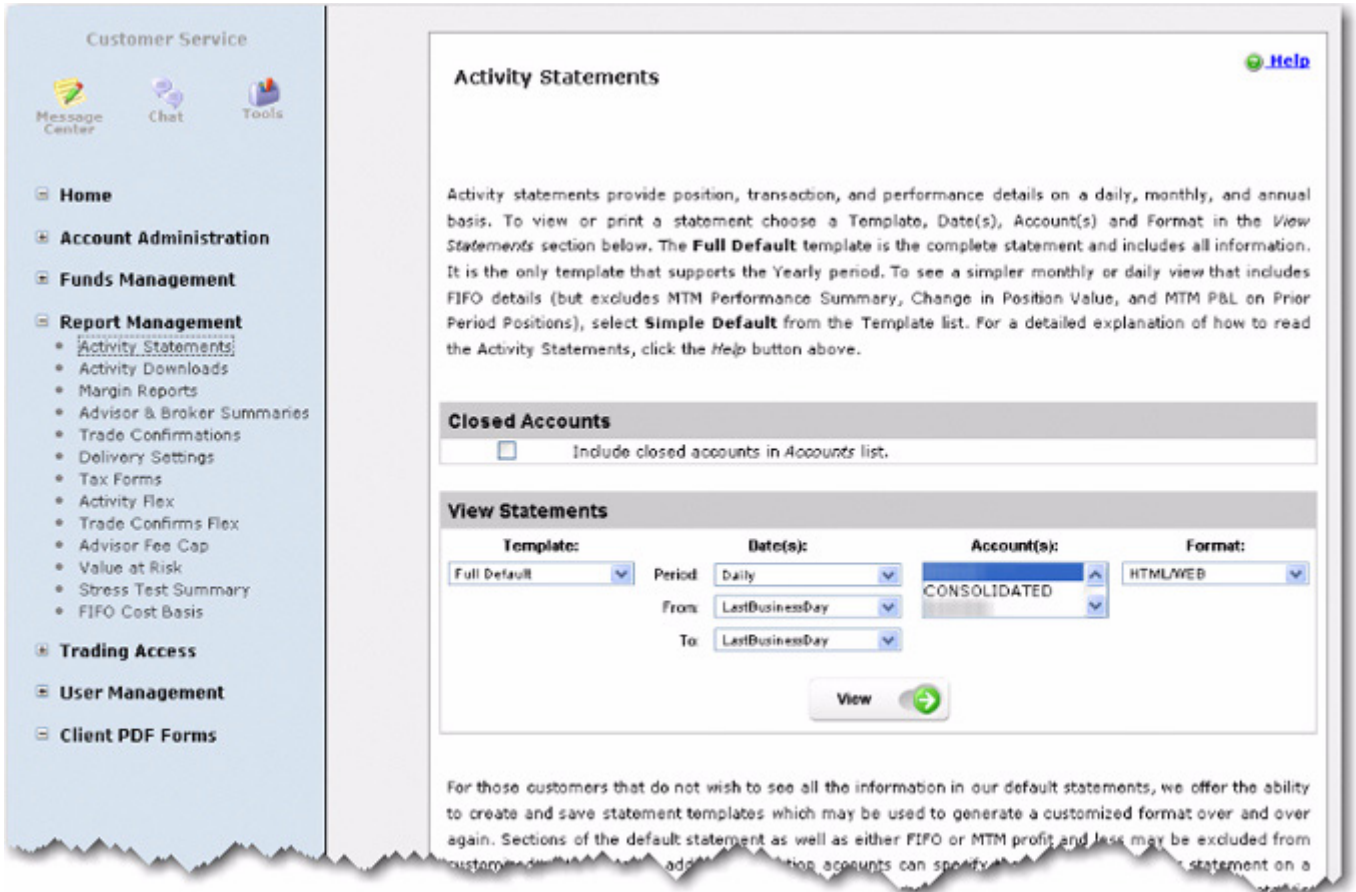 Customer Service
Message Center
Chat
Tools
Home
Account Administration
Funds Management
Report Management
Activity Statements
Activity Downloads
Margin Reports
Advisor & Broker Summaries
Trade Confirmations
Delivery Settings
Tax Forms
Activity Flex
Trade Confirms Flex
Advisor Fee Cap
Value at Risk
Stress Test Summary
FIFO Cost Basis
Trading Access
User Management
Client PDF Forms
Activity Statements
Help
Activity statements provide position, transaction, and performance details on a daily, monthly, and annual
basis. To view or print a statement choose a Template, Date(s), Account(s) and Format in the View
Statements section below. The Full Default template is the complete statement and includes all information.
It is the only template that supports the Yearly period. To see a simpler monthly or daily view that includes
FIFO details (but excludes MTM Performance Summary, Change in Position Value, and MTM P&L on Prior
Period Positions), select Simple Default from the Template list. For a detailed explanation of how to read
the Activity Statements, click the Help button above.
Closed Accounts
Include closed accounts in Accounts list.
View Statements
Template: Date(s): Account(s): Format:
Full Default Period: Daily HTML/WEB
CONSOLIDATED
From: LastBusinessDay
To: LastBusinessDay
View
For those customers that do not wish to see all the information in our default statements, we offer the ability
to create and save statement templates which may be used to generate a customized format over and over
again. Sections of the default statement as well as either FIFO or MTM profit and loss may be excluded from
accounts can specify statement on a